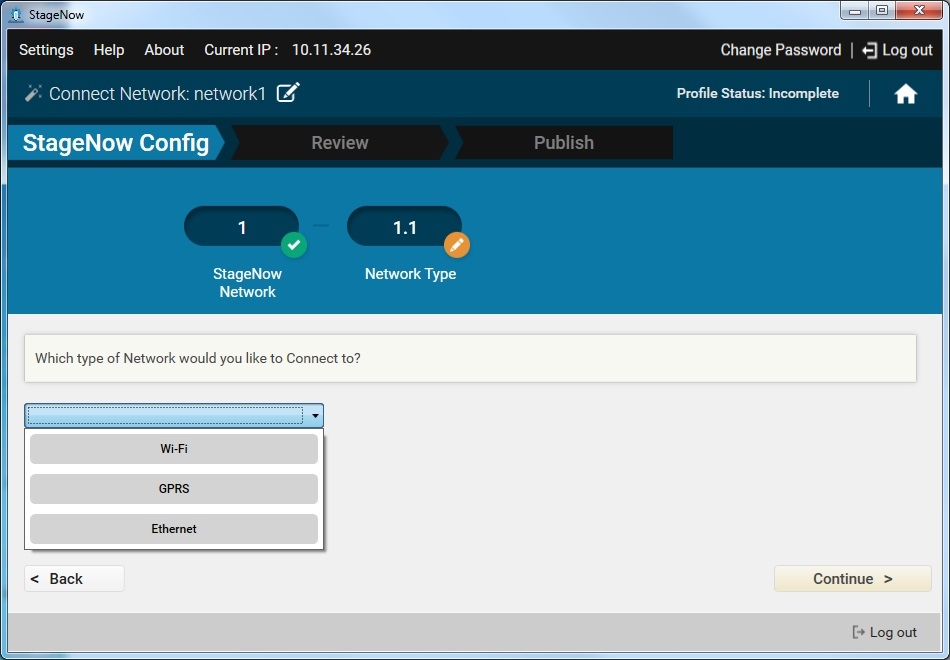 StageNow
Settings Help About Current IP : 10.11.34.26 Change Password | Log out
Connect Network: network1 Profile Status: Incomplete
StageNow Config Review Publish
1 1.1
StageNow Network Type
Network
Which type of Network would you like to Connect to?
Wi-Fi
GPRS
Ethernet
< Back Continue >
Log out